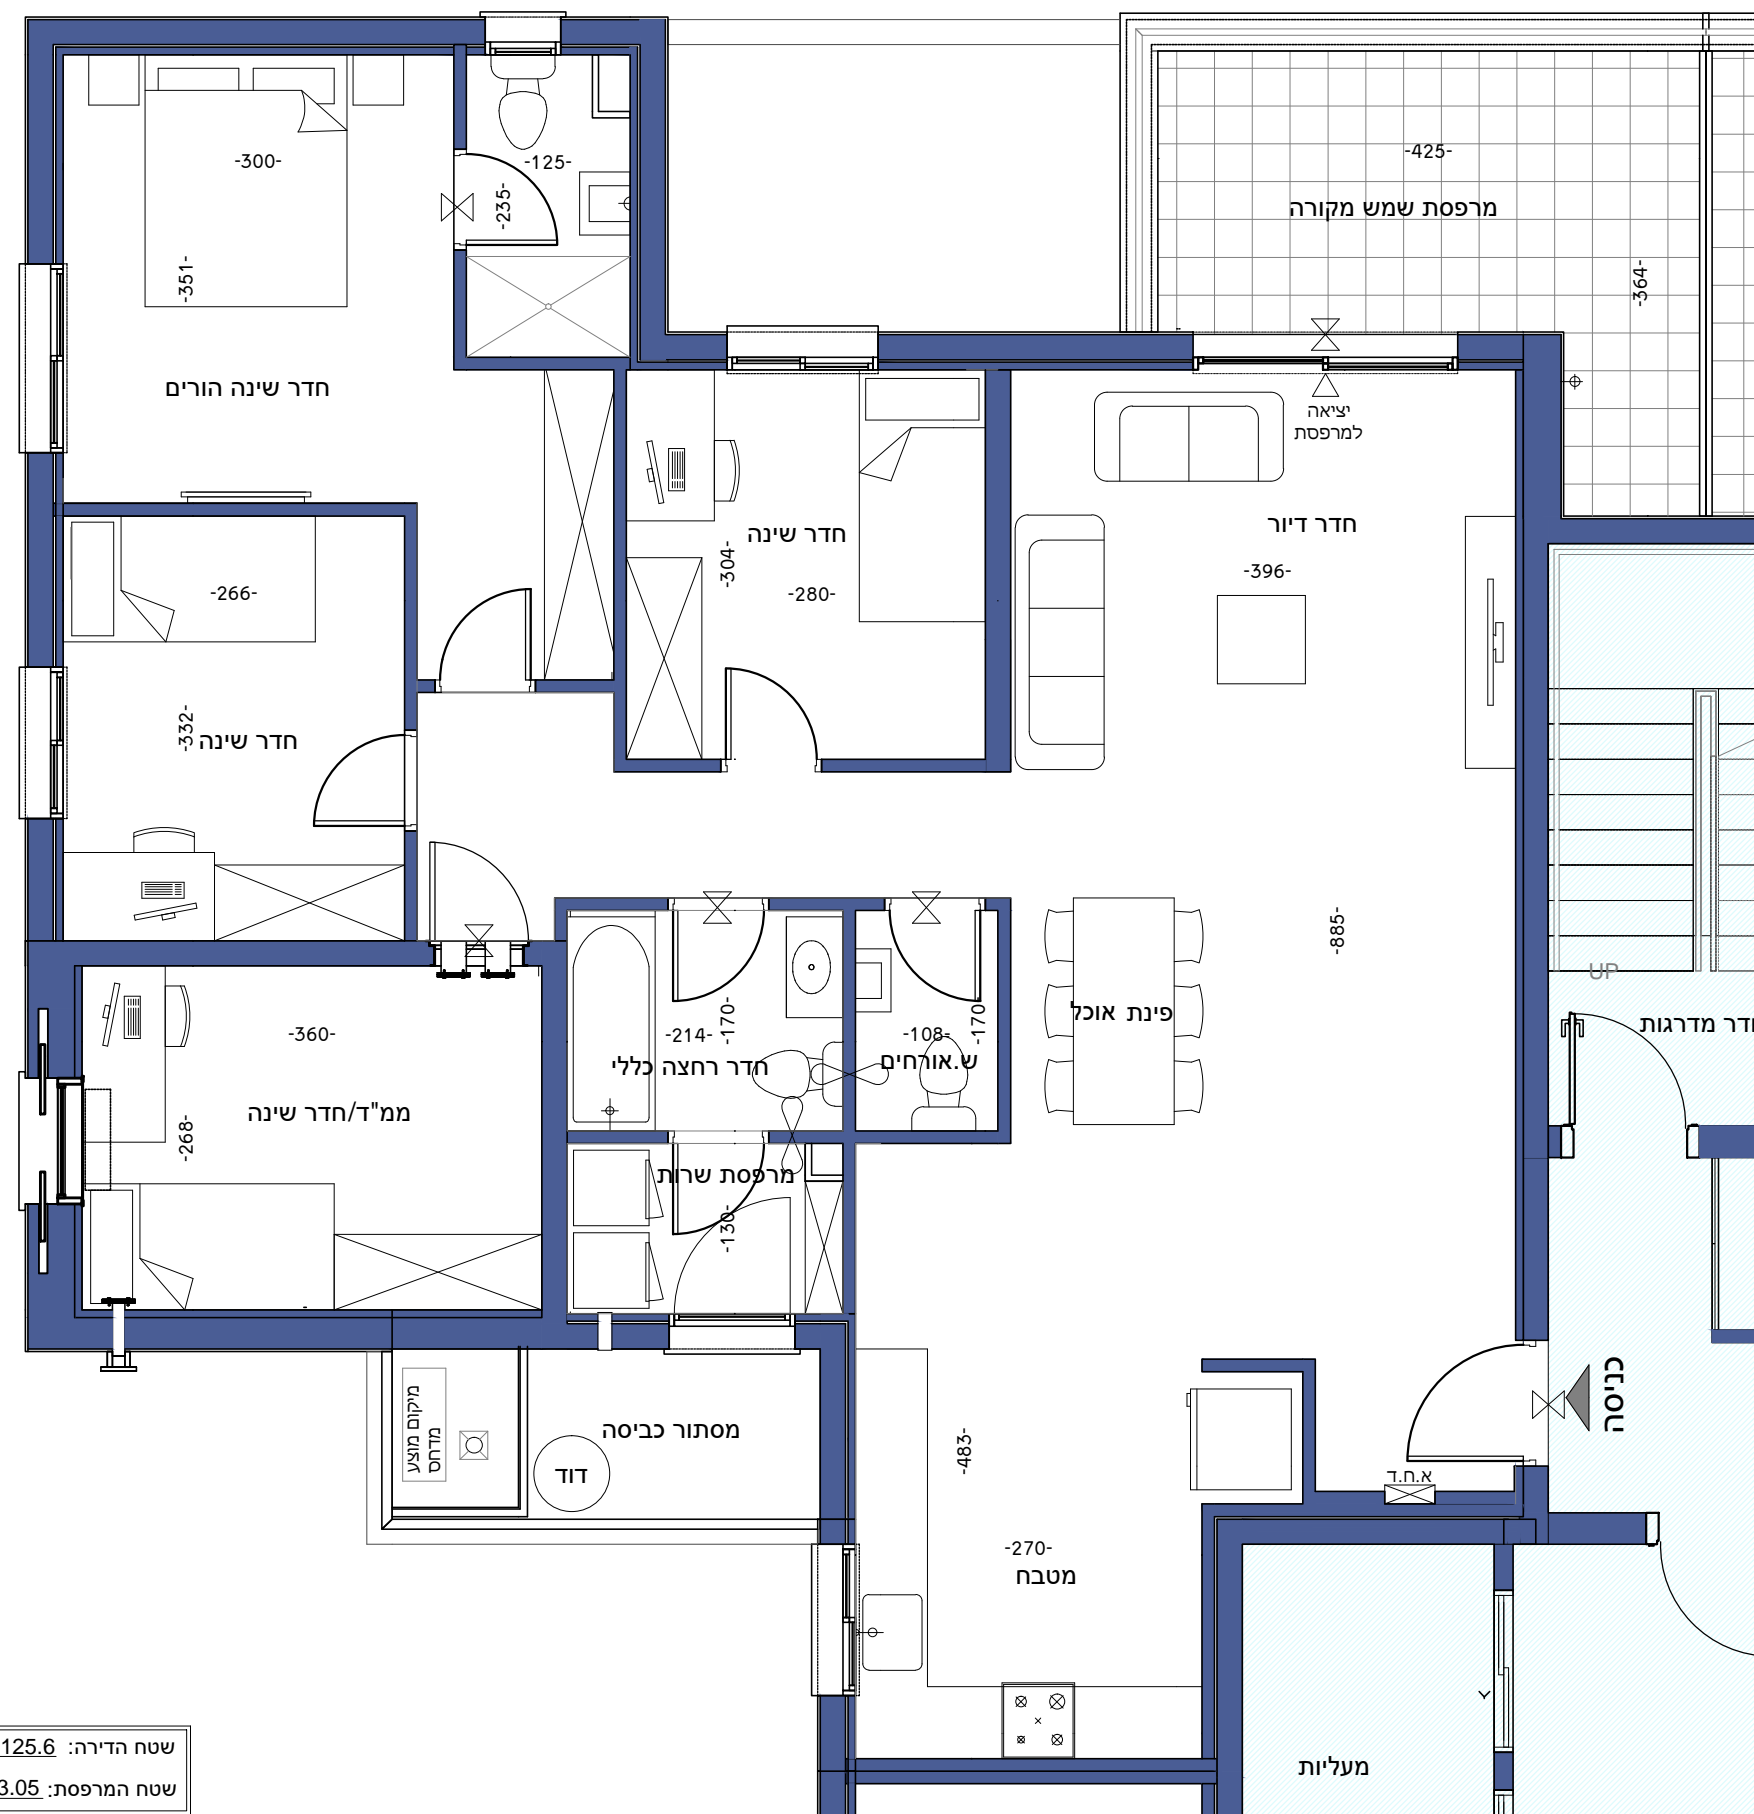 -300-
-125-
-235-
-351-
חדר שינה הורים
-425-
מרפסת שמש מקורה
-364-
יציאה
למרפסת
חדר שינה
-304-
-280-
חדר דיור
-396-
-266-
-332-
חדר שינה
-885-
UP
חדר מדרגות
פינת אוכל
-360-
-268-
ממ"ד/חדר שינה
-214-
-170-
חדר רחצה כללי
-108-
-170-
ש.אורחים
מרפסת שרות
-130-
כניסה
א.ח.ד
מיקום מוצע
מדחס
מסתור כביסה
דוד
-483-
-270-
מטבח
מעליות
שטח הדירה: 125.6
שטח המרפסת: 3.05